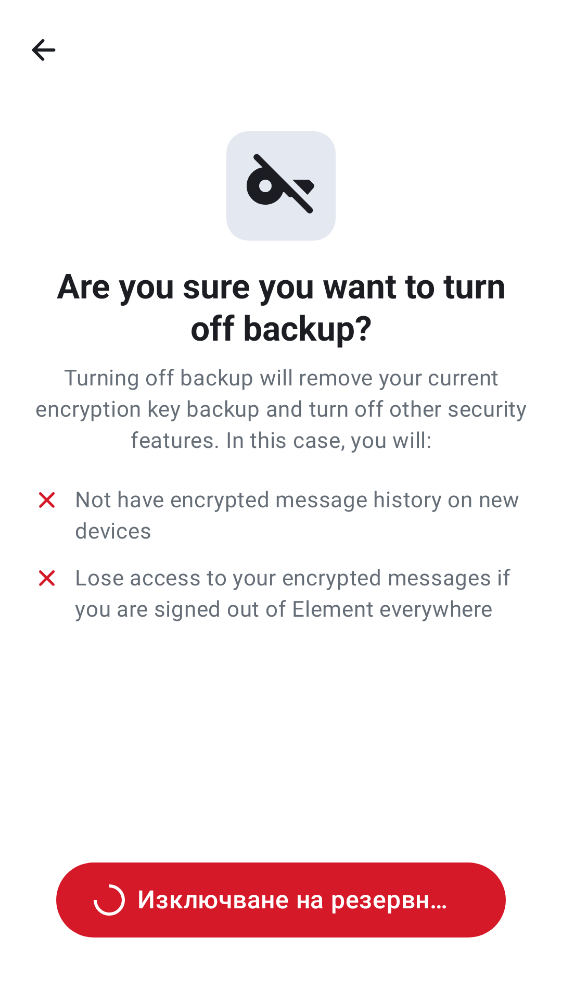 Are you sure you want to turn
off backup?
Turning off backup will remove your current
encryption key backup and turn off other security
features. In this case, you will:
Not have encrypted message history on new
devices
Lose access to your encrypted messages if
you are signed out of Element everywhere
Изключване на резервн…